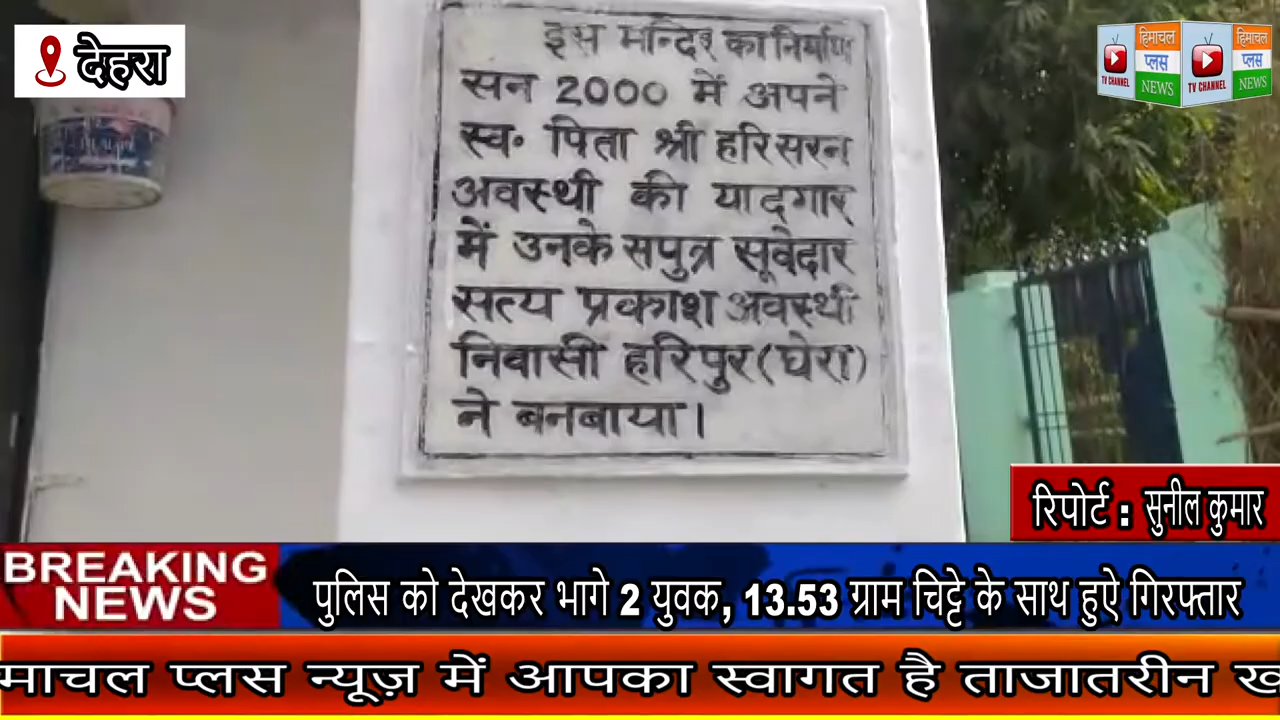 देहरा
हिमाचल
प्लस
NEWS
TV CHANNEL
हिमाचल
प्लस
NEWS
TV CHANNEL
इस मन्दिर का निर्माण
सन 2000 में अपने
स्व॰ पिता श्री हरि सरन
अवस्थी की यादगार
में उनके सपुत्र सूवेदार
सत्य प्रकाश अवस्थी
निवासी हरिपुर (घेरा)
ने बनबाया।
रिपोर्ट : सुनील कुमार
BREAKING
NEWS
पुलिस को देखकर भागे 2 युवक, 13.53 ग्राम चिट्टे के साथ हुऐ गिरफ्तार
माचल प्लस न्यूज़ में आपका स्वागत है ताजातरीन ख